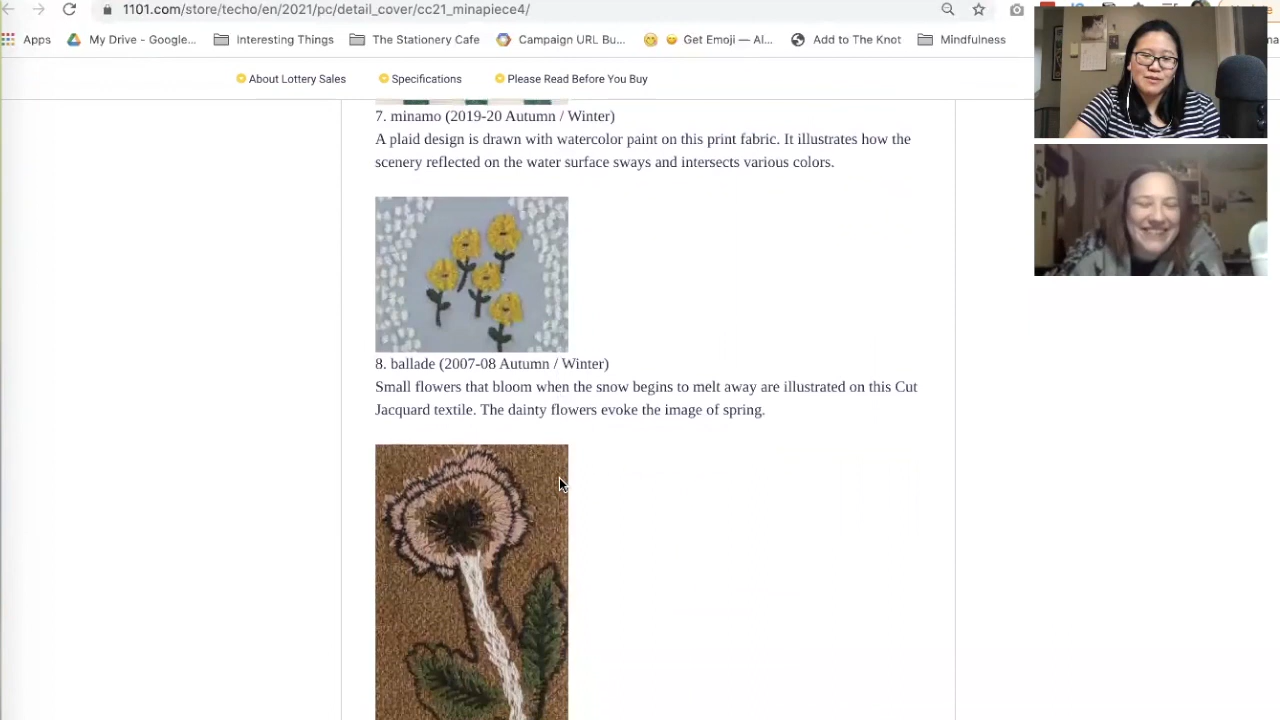 1101.com/store/techo/en/2021/pc/detail_cover/cc21_minapiece4/
Apps
My Drive - Google...
Interesting Things
The Stationery Cafe
Campaign URL Bu...
Get Emoji — Al...
Add to The Knot
Mindfulness
About Lottery Sales
Specifications
Please Read Before You Buy
7. minamo (2019-20 Autumn / Winter)
A plaid design is drawn with watercolor paint on this print fabric. It illustrates how the
scenery reflected on the water surface sways and intersects various colors.
8. ballade (2007-08 Autumn / Winter)
Small flowers that bloom when the snow begins to melt away are illustrated on this Cut
Jacquard textile. The dainty flowers evoke the image of spring.